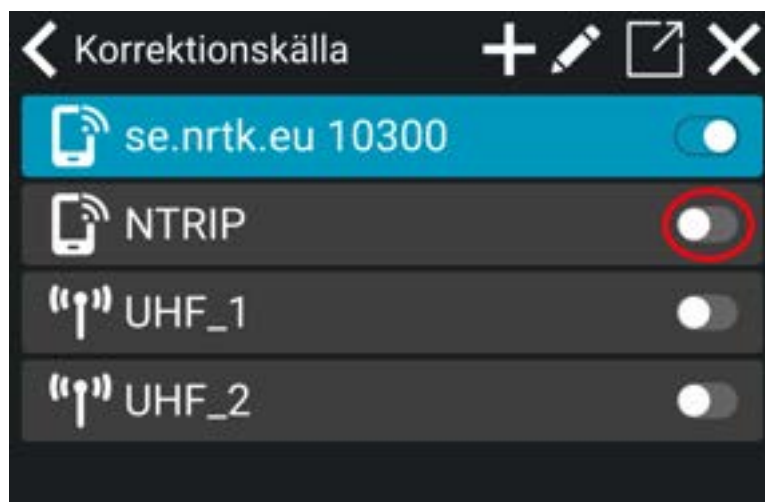 Korrektionskälla
se.nrtk.eu 10300
NTRIP
UHF_1
UHF_2